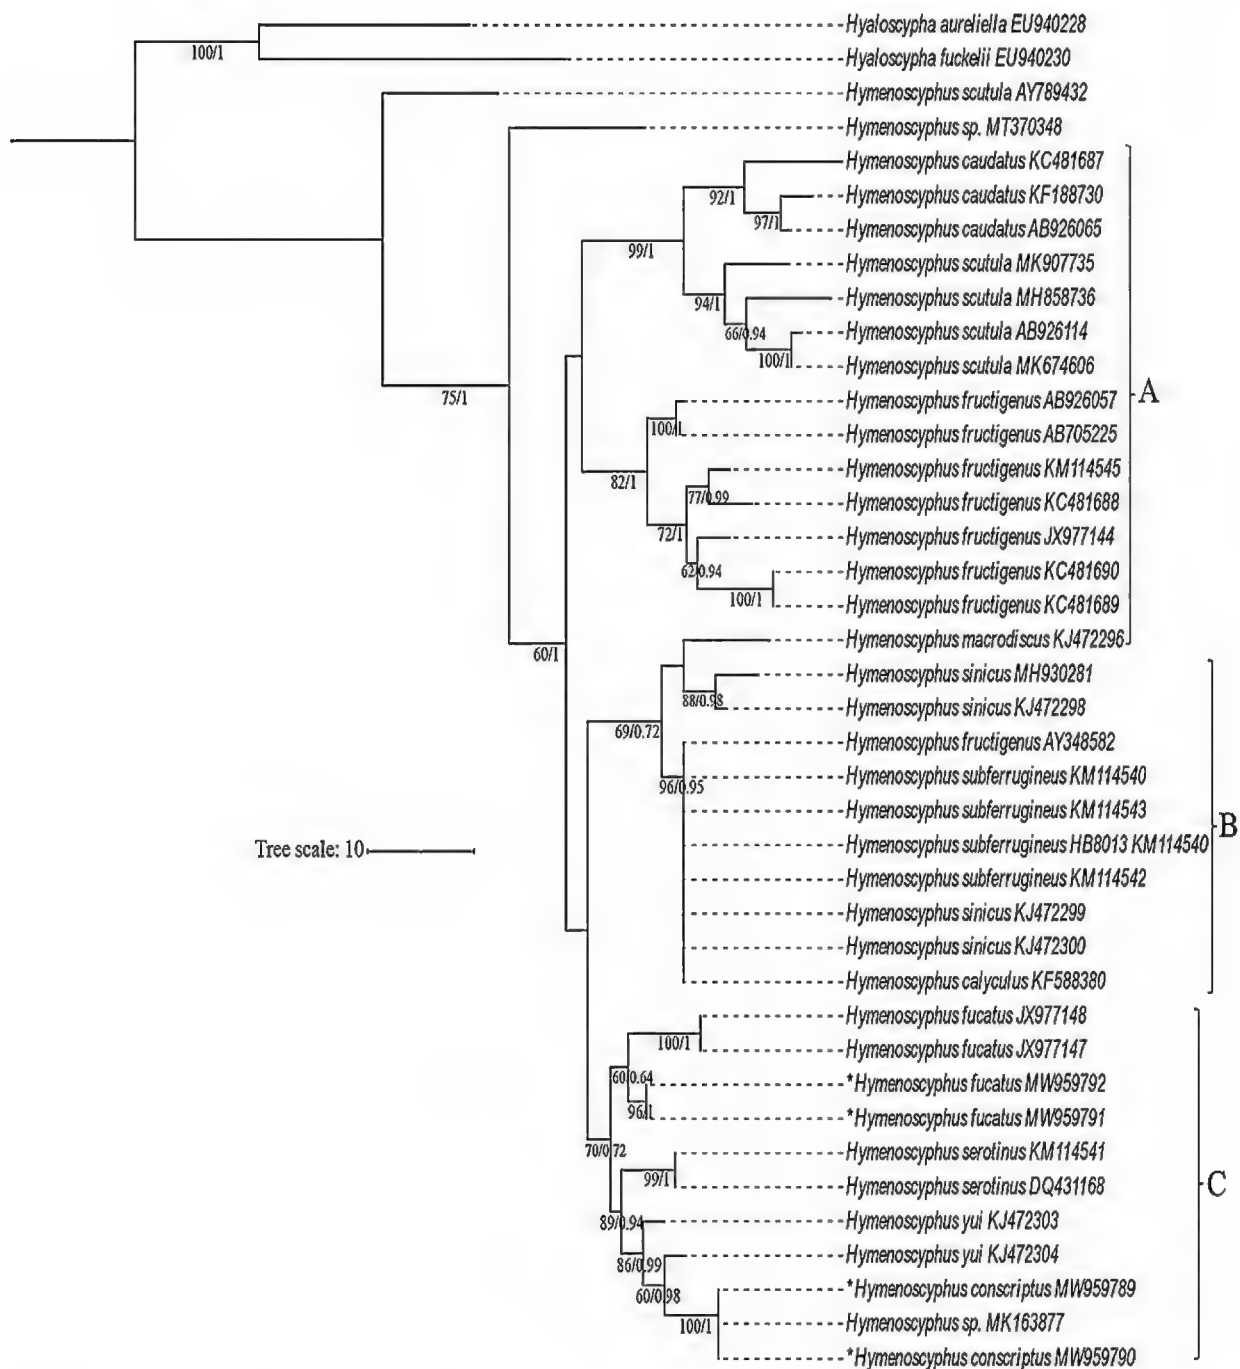 Hyaloscypha aureliella EU940228
100/1
Hyaloscypha fuckelii EU940230
Hymenoscyphus scutula AY789432
Hymenoscyphus sp. MT370348
Hymenoscyphus caudatus KC481687
92/1
Hymenoscyphus caudatus KF188730
97/1
Hymenoscyphus caudatus AB926065
99/1
Hymenoscyphus scutula MK907735
94/1
Hymenoscyphus scutula MH858736
66/0.94
Hymenoscyphus scutula AB926114
100/1
Hymenoscyphus scutula MK674606
75/1
A
Hymenoscyphus fructigenus AB926057
100/1
Hymenoscyphus fructigenus AB705225
82/1
Hymenoscyphus fructigenus KM114545
77/0.99
Hymenoscyphus fructigenus KC481688
72/1
Hymenoscyphus fructigenus JX977144
62/0.94
Hymenoscyphus fructigenus KC481690
100/1
Hymenoscyphus fructigenus KC481689
Hymenoscyphus macrodiscus KJ472296
60/1
Hymenoscyphus sinicus MH930281
88/0.98
Hymenoscyphus sinicus KJ472298
69/0.72
Hymenoscyphus fructigenus AY348582
Hymenoscyphus subferrugineus KM114540
96/0.95
Hymenoscyphus subferrugineus KM114543
B
Tree scale: 10
Hymenoscyphus subferrugineus HB8013 KM114540
Hymenoscyphus subferrugineus KM114542
Hymenoscyphus sinicus KJ472299
Hymenoscyphus sinicus KJ472300
Hymenoscyphus calyculus KF588380
Hymenoscyphus fucatus JX977148
100/1
Hymenoscyphus fucatus JX977147
60/0.64
*Hymenoscyphus fucatus MW959792
96/1
*Hymenoscyphus fucatus MW959791
70/0.72
Hymenoscyphus serotinus KM114541
99/1
Hymenoscyphus serotinus DQ431168
C
89/0.94
Hymenoscyphus yui KJ472303
Hymenoscyphus yui KJ472304
86/0.99
*Hymenoscyphus conscriptus MW959789
60/0.98
Hymenoscyphus sp. MK163877
100/1
*Hymenoscyphus conscriptus MW959790